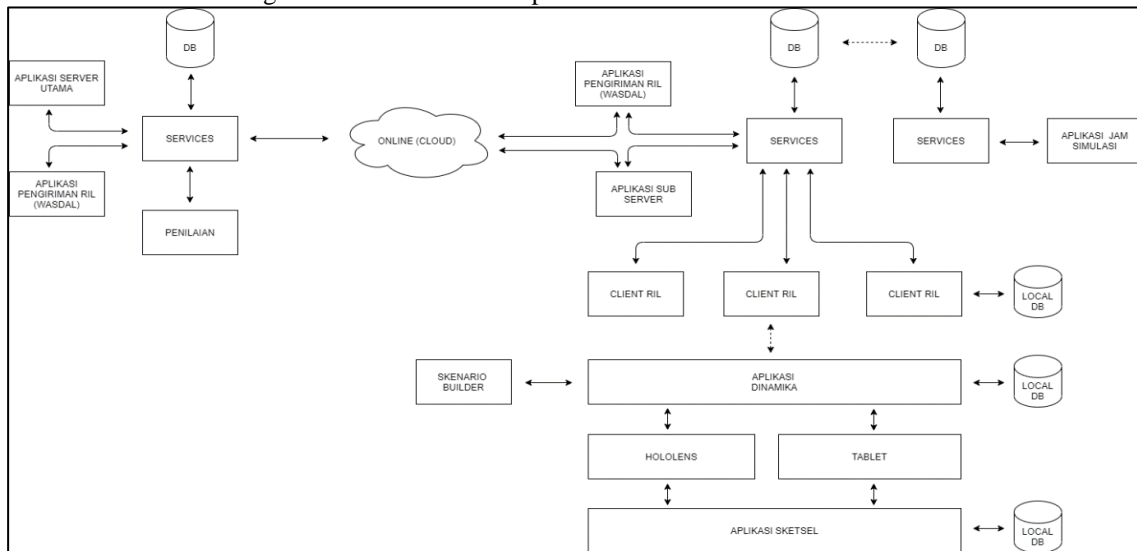 DB
DB
DB
APLIKASI SERVER
UTAMA
APLIKASI
PENGIRIMAN RIL
(WASDAL)
SERVICES
ONLINE (CLOUD)
SERVICES
SERVICES
APLIKASI JAM
SIMULASI
APLIKASI
PENGIRIMAN RIL
(WASDAL)
APLIKASI SUB
SERVER
PENILAIAN
CLIENT RIL
CLIENT RIL
CLIENT RIL
LOCAL
DB
SKENARIO
BUILDER
APLIKASI
DINAMIKA
LOCAL
DB
HOLOLENS
TABLET
APLIKASI SKETSEL
LOCAL
DB